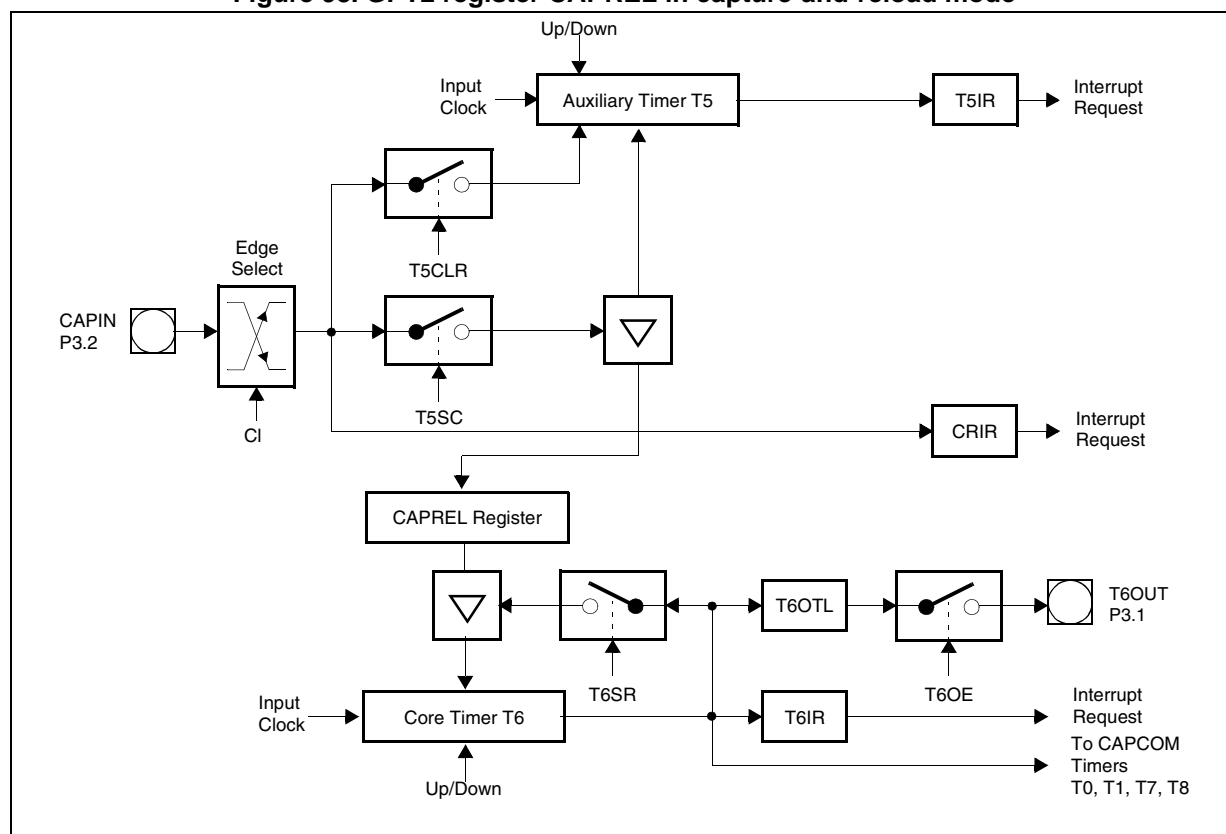 Figure register CAPREL in capture and reload mode
Up/Down
Input
Clock
Auxiliary Timer T5
T5IR
Interrupt
Request
T5CLR
Edge
Select
CAPIN
P3.2
CI
T5SC
CRIR
Interrupt
Request
CAPREL Register
T6OTL
T6OUT
P3.1
T6SR
T6OE
Input
Clock
Core Timer T6
T6IR
Interrupt
Request
Up/Down
To CAPCOM
Timers
T0, T1, T7, T8